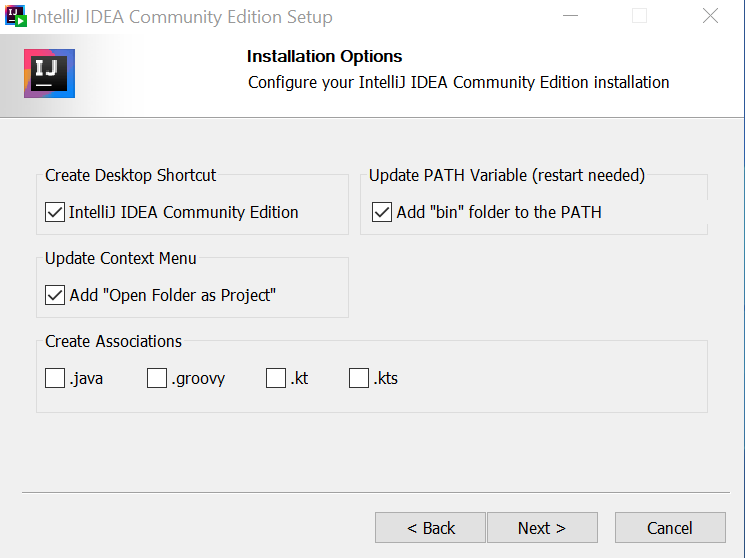 IntelliJ IDEA Community Edition Setup
IJ
Installation Options
Configure your IntelliJ IDEA Community Edition installation
Create Desktop Shortcut
IntelliJ IDEA Community Edition
Update PATH Variable (restart needed)
Add "bin" folder to the PATH
Update Context Menu
Add "Open Folder as Project"
Create Associations
.java .groovy .kt .kts
< Back Next > Cancel